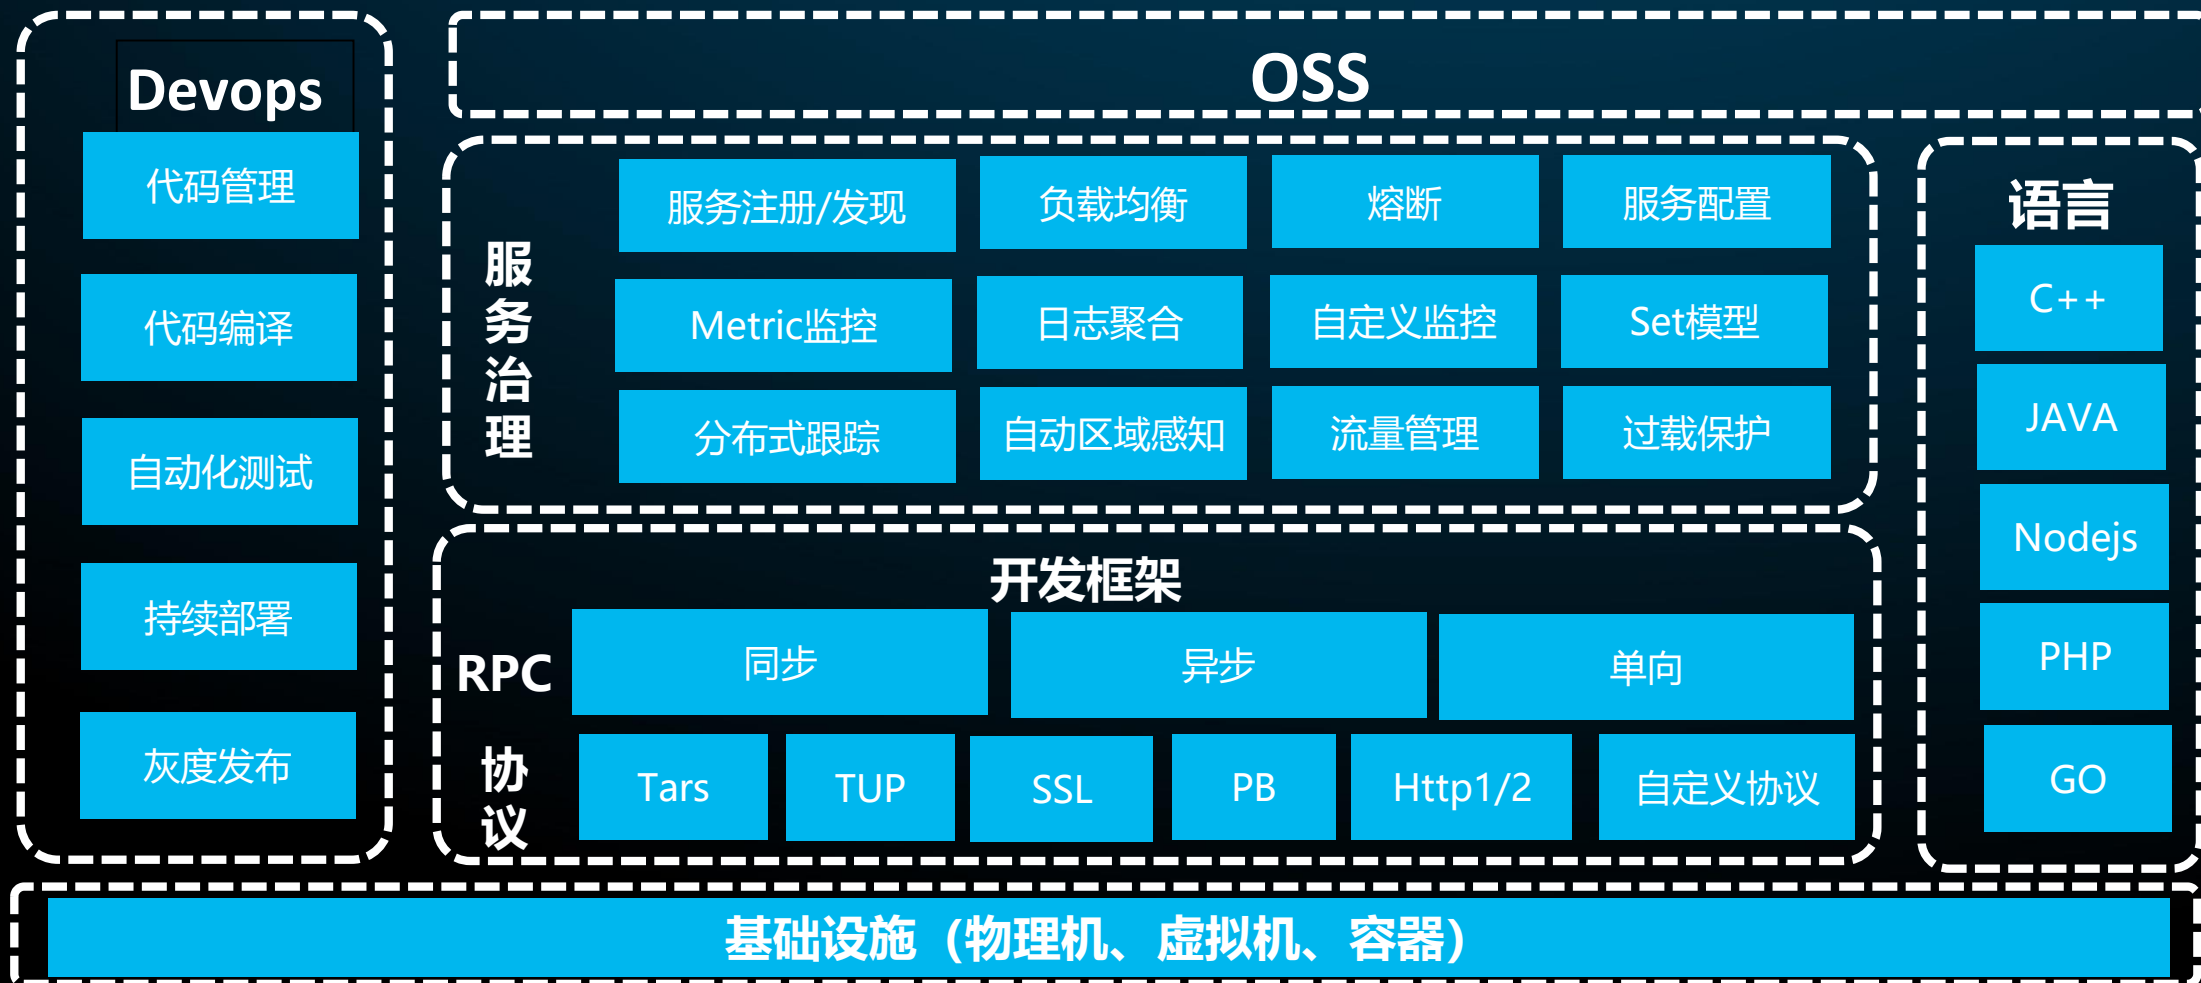 Devops
代码管理
代码编译
自动化测试
持续部署
灰度发布
OSS
服务治理
服务注册/发现
负载均衡
熔断
服务配置
Metric监控
日志聚合
自定义监控
Set模型
分布式跟踪
自动区域感知
流量管理
过载保护
开发框架
RPC
同步
异步
单向
协议
Tars
TUP
SSL
PB
Http1/2
自定义协议
语言
C++
JAVA
Nodejs
PHP
GO
基础设施（物理机、虚拟机、容器）